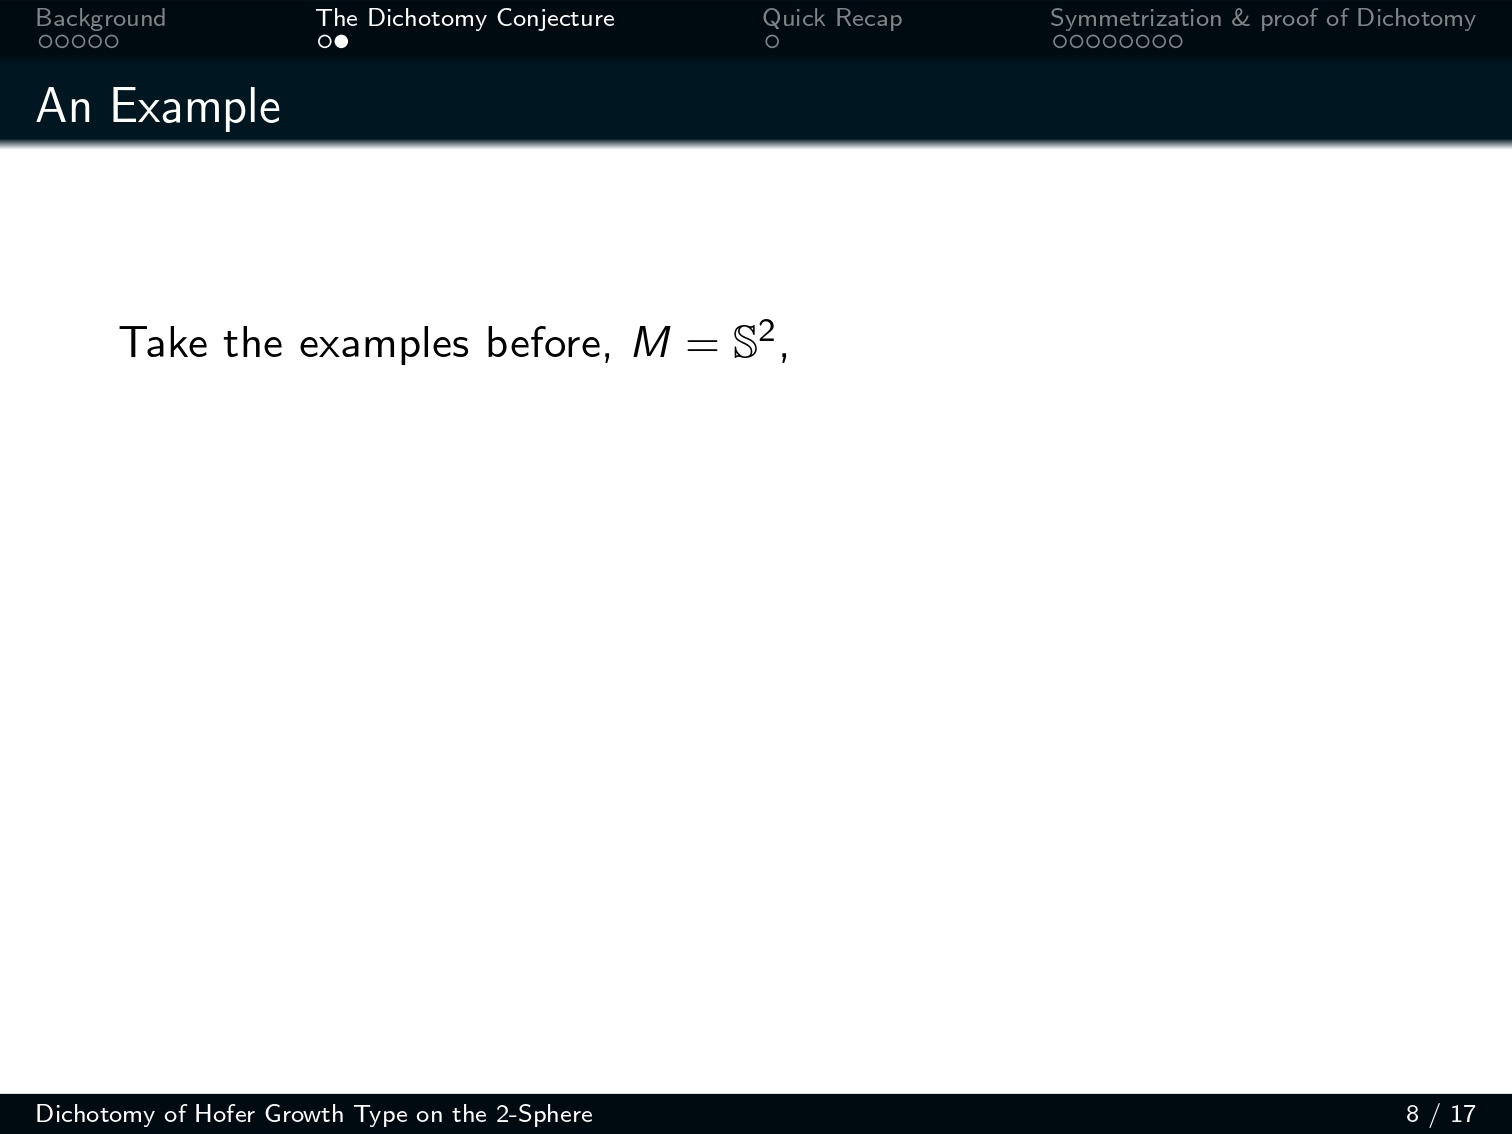 Background The Dichotomy Conjecture Quick Recap Symmetrization & proof of Dichotomy
An Example
Take the examples before, M = 𝕊²,
Dichotomy of Hofer Growth Type on the 2-Sphere 8 / 17